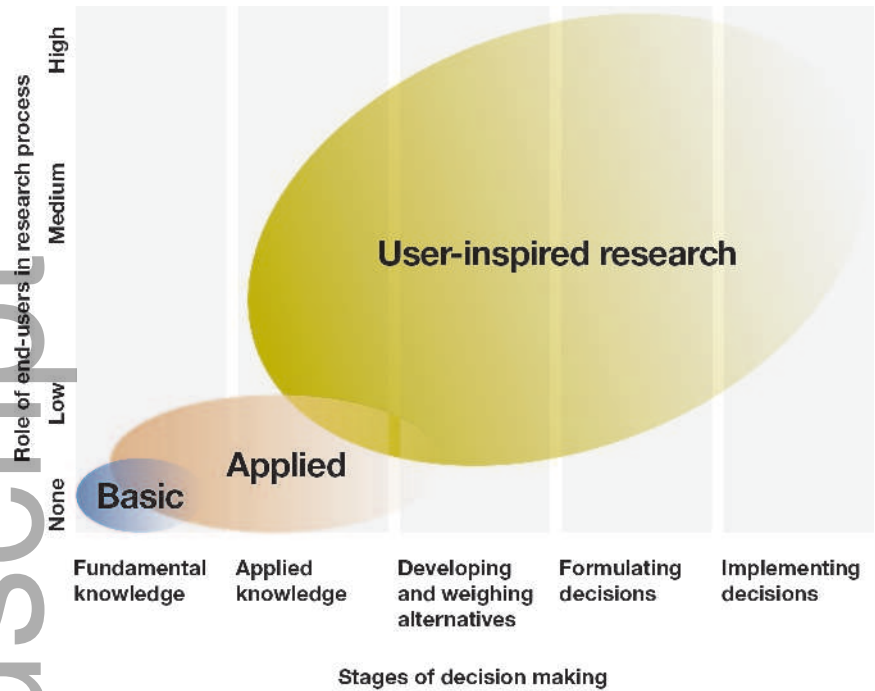 High
Medium
Low
None
Role of end-users in research process
User-inspired research
Applied
Basic
Fundamental
knowledge
Applied
knowledge
Developing
and weighing
alternatives
Formulating
decisions
Implementing
decisions
Stages of decision making